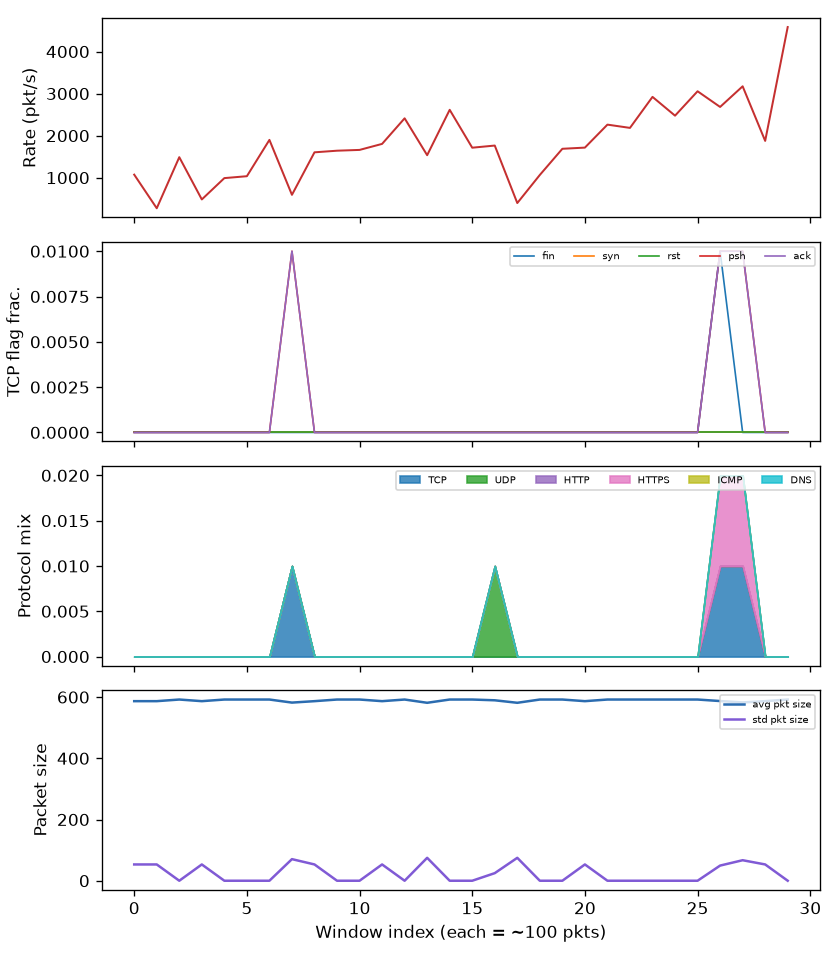 4000
3000
2000
1000
Rate (pkt/s)
fin syn rst psh ack
0.0100
0.0075
0.0050
0.0025
0.0000
TCP flag frac.
TCP UDP HTTP HTTPS ICMP DNS
0.020
0.015
0.010
0.005
0.000
Protocol mix
avg pkt size
std pkt size
600
400
200
0
Packet size
0 5 10 15 20 25 30
Window index (each = ~100 pkts)